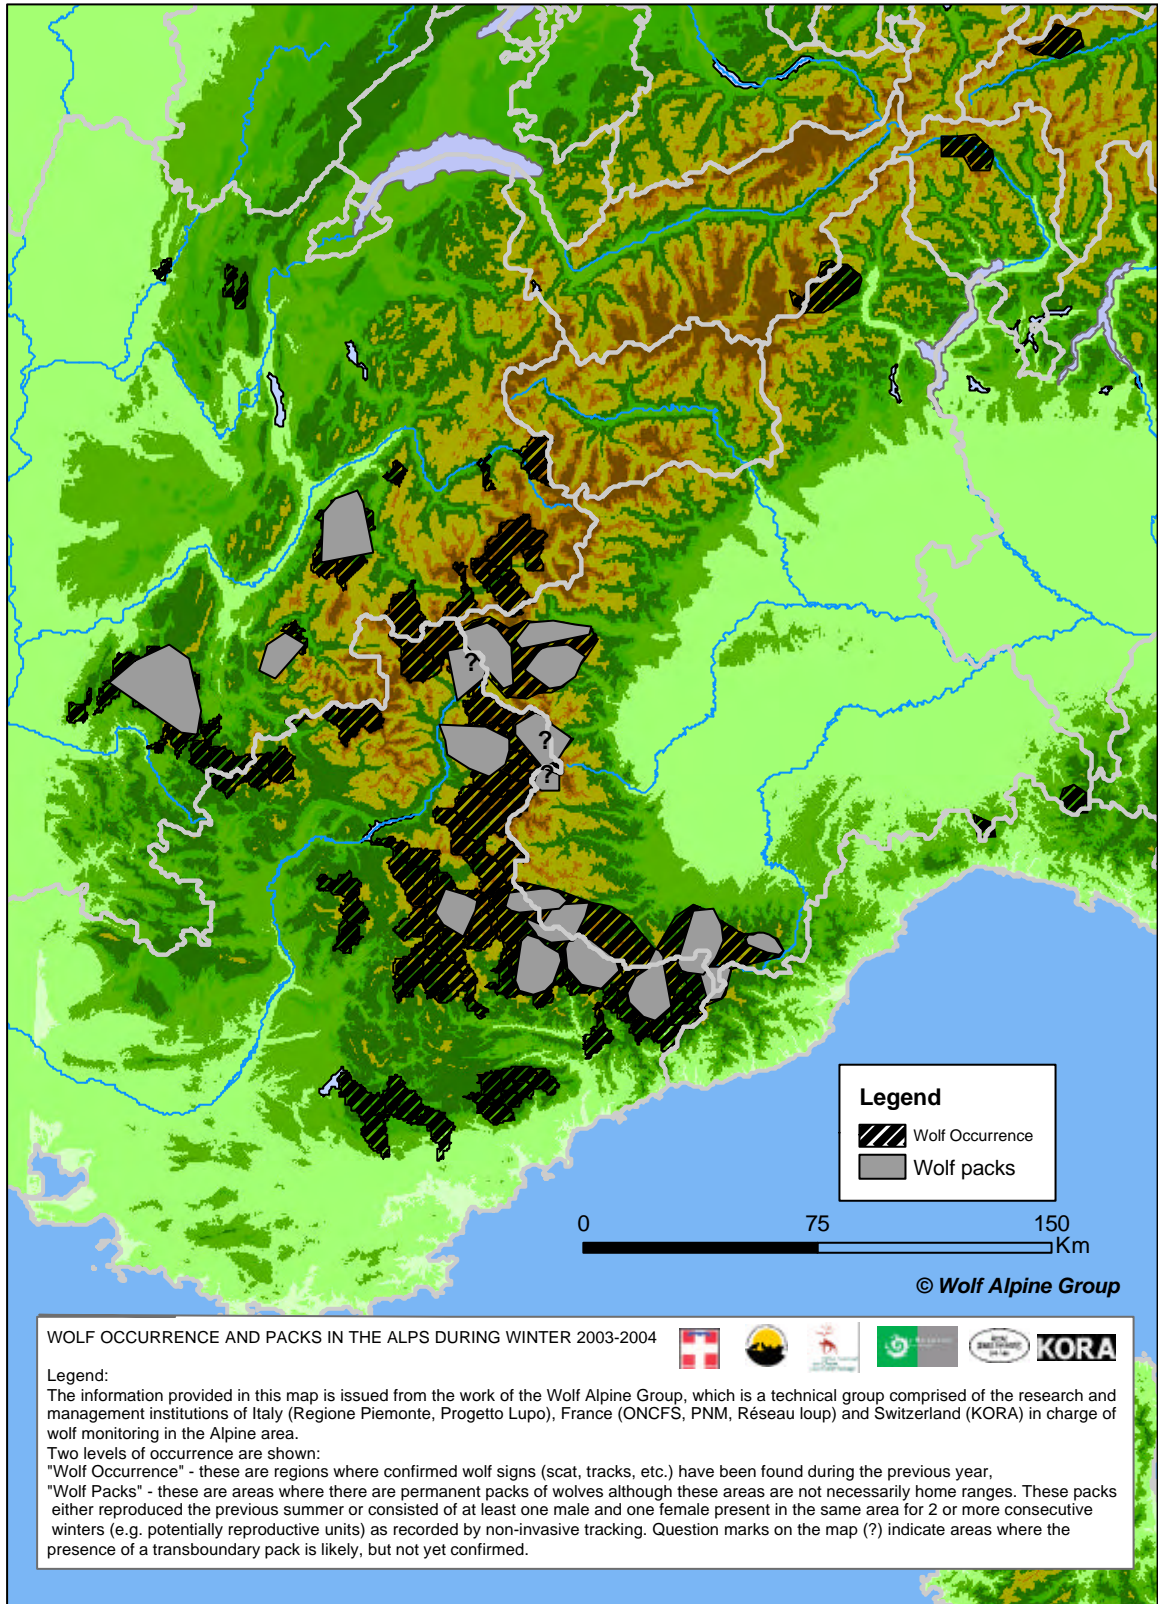 ?
?
?
Legend
Wolf Occurrence
Wolf packs
0 75 150
Km
© Wolf Alpine Group
WOLF OCCURRENCE AND PACKS IN THE ALPS DURING WINTER 2003-2004
KORA
Legend:
The information provided in this map is issued from the work of the Wolf Alpine Group, which is a technical group comprised of the research and
management institutions of Italy (Regione Piemonte, Progetto Lupo), France (ONCFS, PNM, Réseau loup) and Switzerland (KORA) in charge of
wolf monitoring in the Alpine area.
Two levels of occurrence are shown:
"Wolf Occurrence" - these are regions where confirmed wolf signs (scat, tracks, etc.) have been found during the previous year,
"Wolf Packs" - these are areas where there are permanent packs of wolves although these areas are not necessarily home ranges. These packs
either reproduced the previous summer or consisted of at least one male and one female present in the same area for 2 or more consecutive
winters (e.g. potentially reproductive units) as recorded by non-invasive tracking. Question marks on the map (?) indicate areas where the
presence of a transboundary pack is likely, but not yet confirmed.